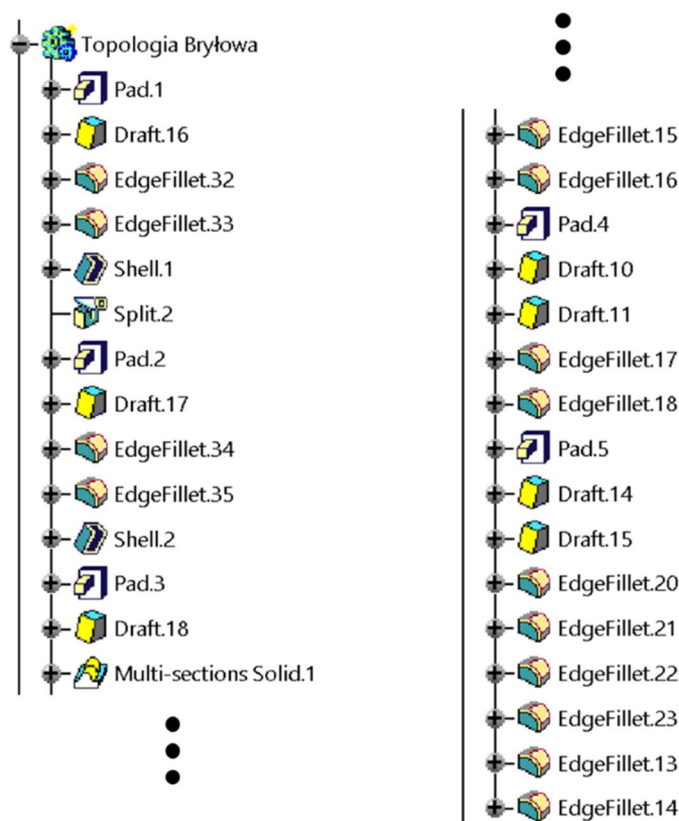 Topologia Bryłowa
Pad.1
Draft.16
EdgeFillet.32
EdgeFillet.33
Shell.1
Split.2
Pad.2
Draft.17
EdgeFillet.34
EdgeFillet.35
Shell.2
Pad.3
Draft.18
Multi-sections Solid.1
EdgeFillet.15
EdgeFillet.16
Pad.4
Draft.10
Draft.11
EdgeFillet.17
EdgeFillet.18
Pad.5
Draft.14
Draft.15
EdgeFillet.20
EdgeFillet.21
EdgeFillet.22
EdgeFillet.23
EdgeFillet.13
EdgeFillet.14